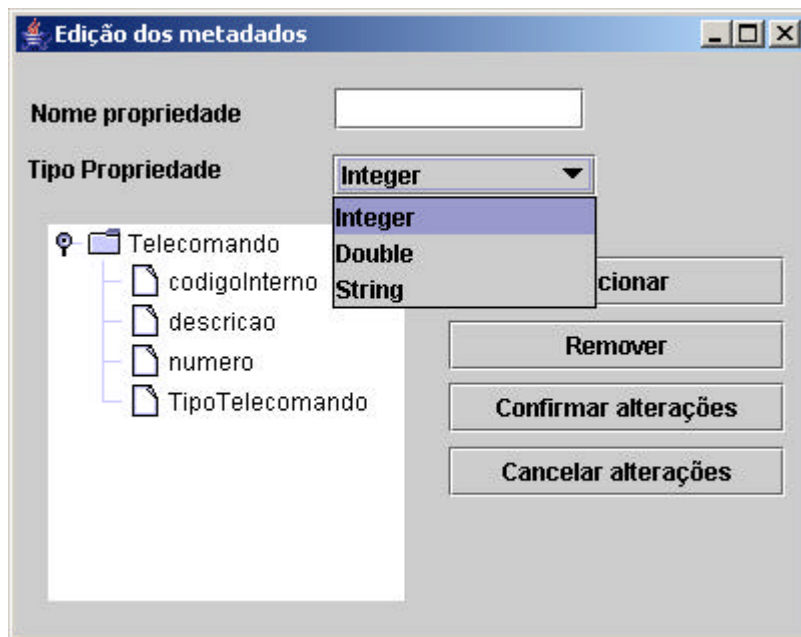 Edição dos metadados
Nome propriedade
Tipo Propriedade
Integer
Integer
Double
String
Telecomando
codigoInterno
descricao
numero
TipoTelecomando
cionar
Remover
Confirmar alterações
Cancelar alterações